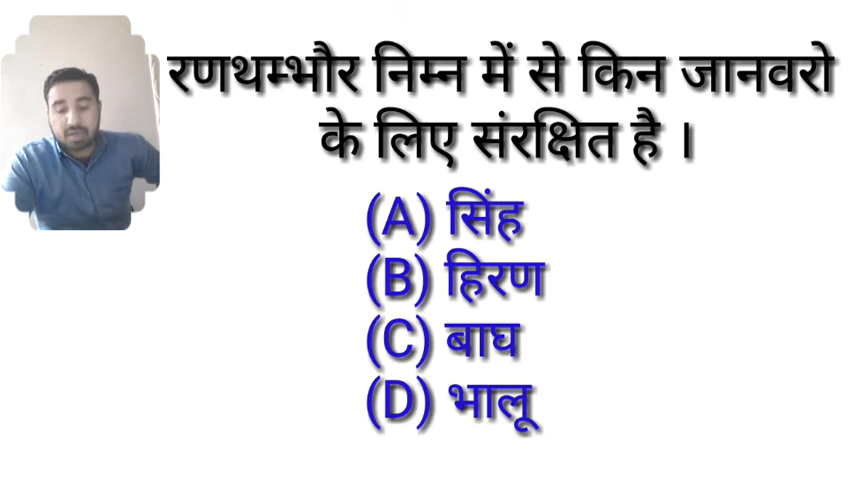 रणथम्भौर निम्न में से किन जानवरो
के लिए संरक्षित है ।
(A) सिंह
(B) हिरण
(C) बाघ
(D) भालू